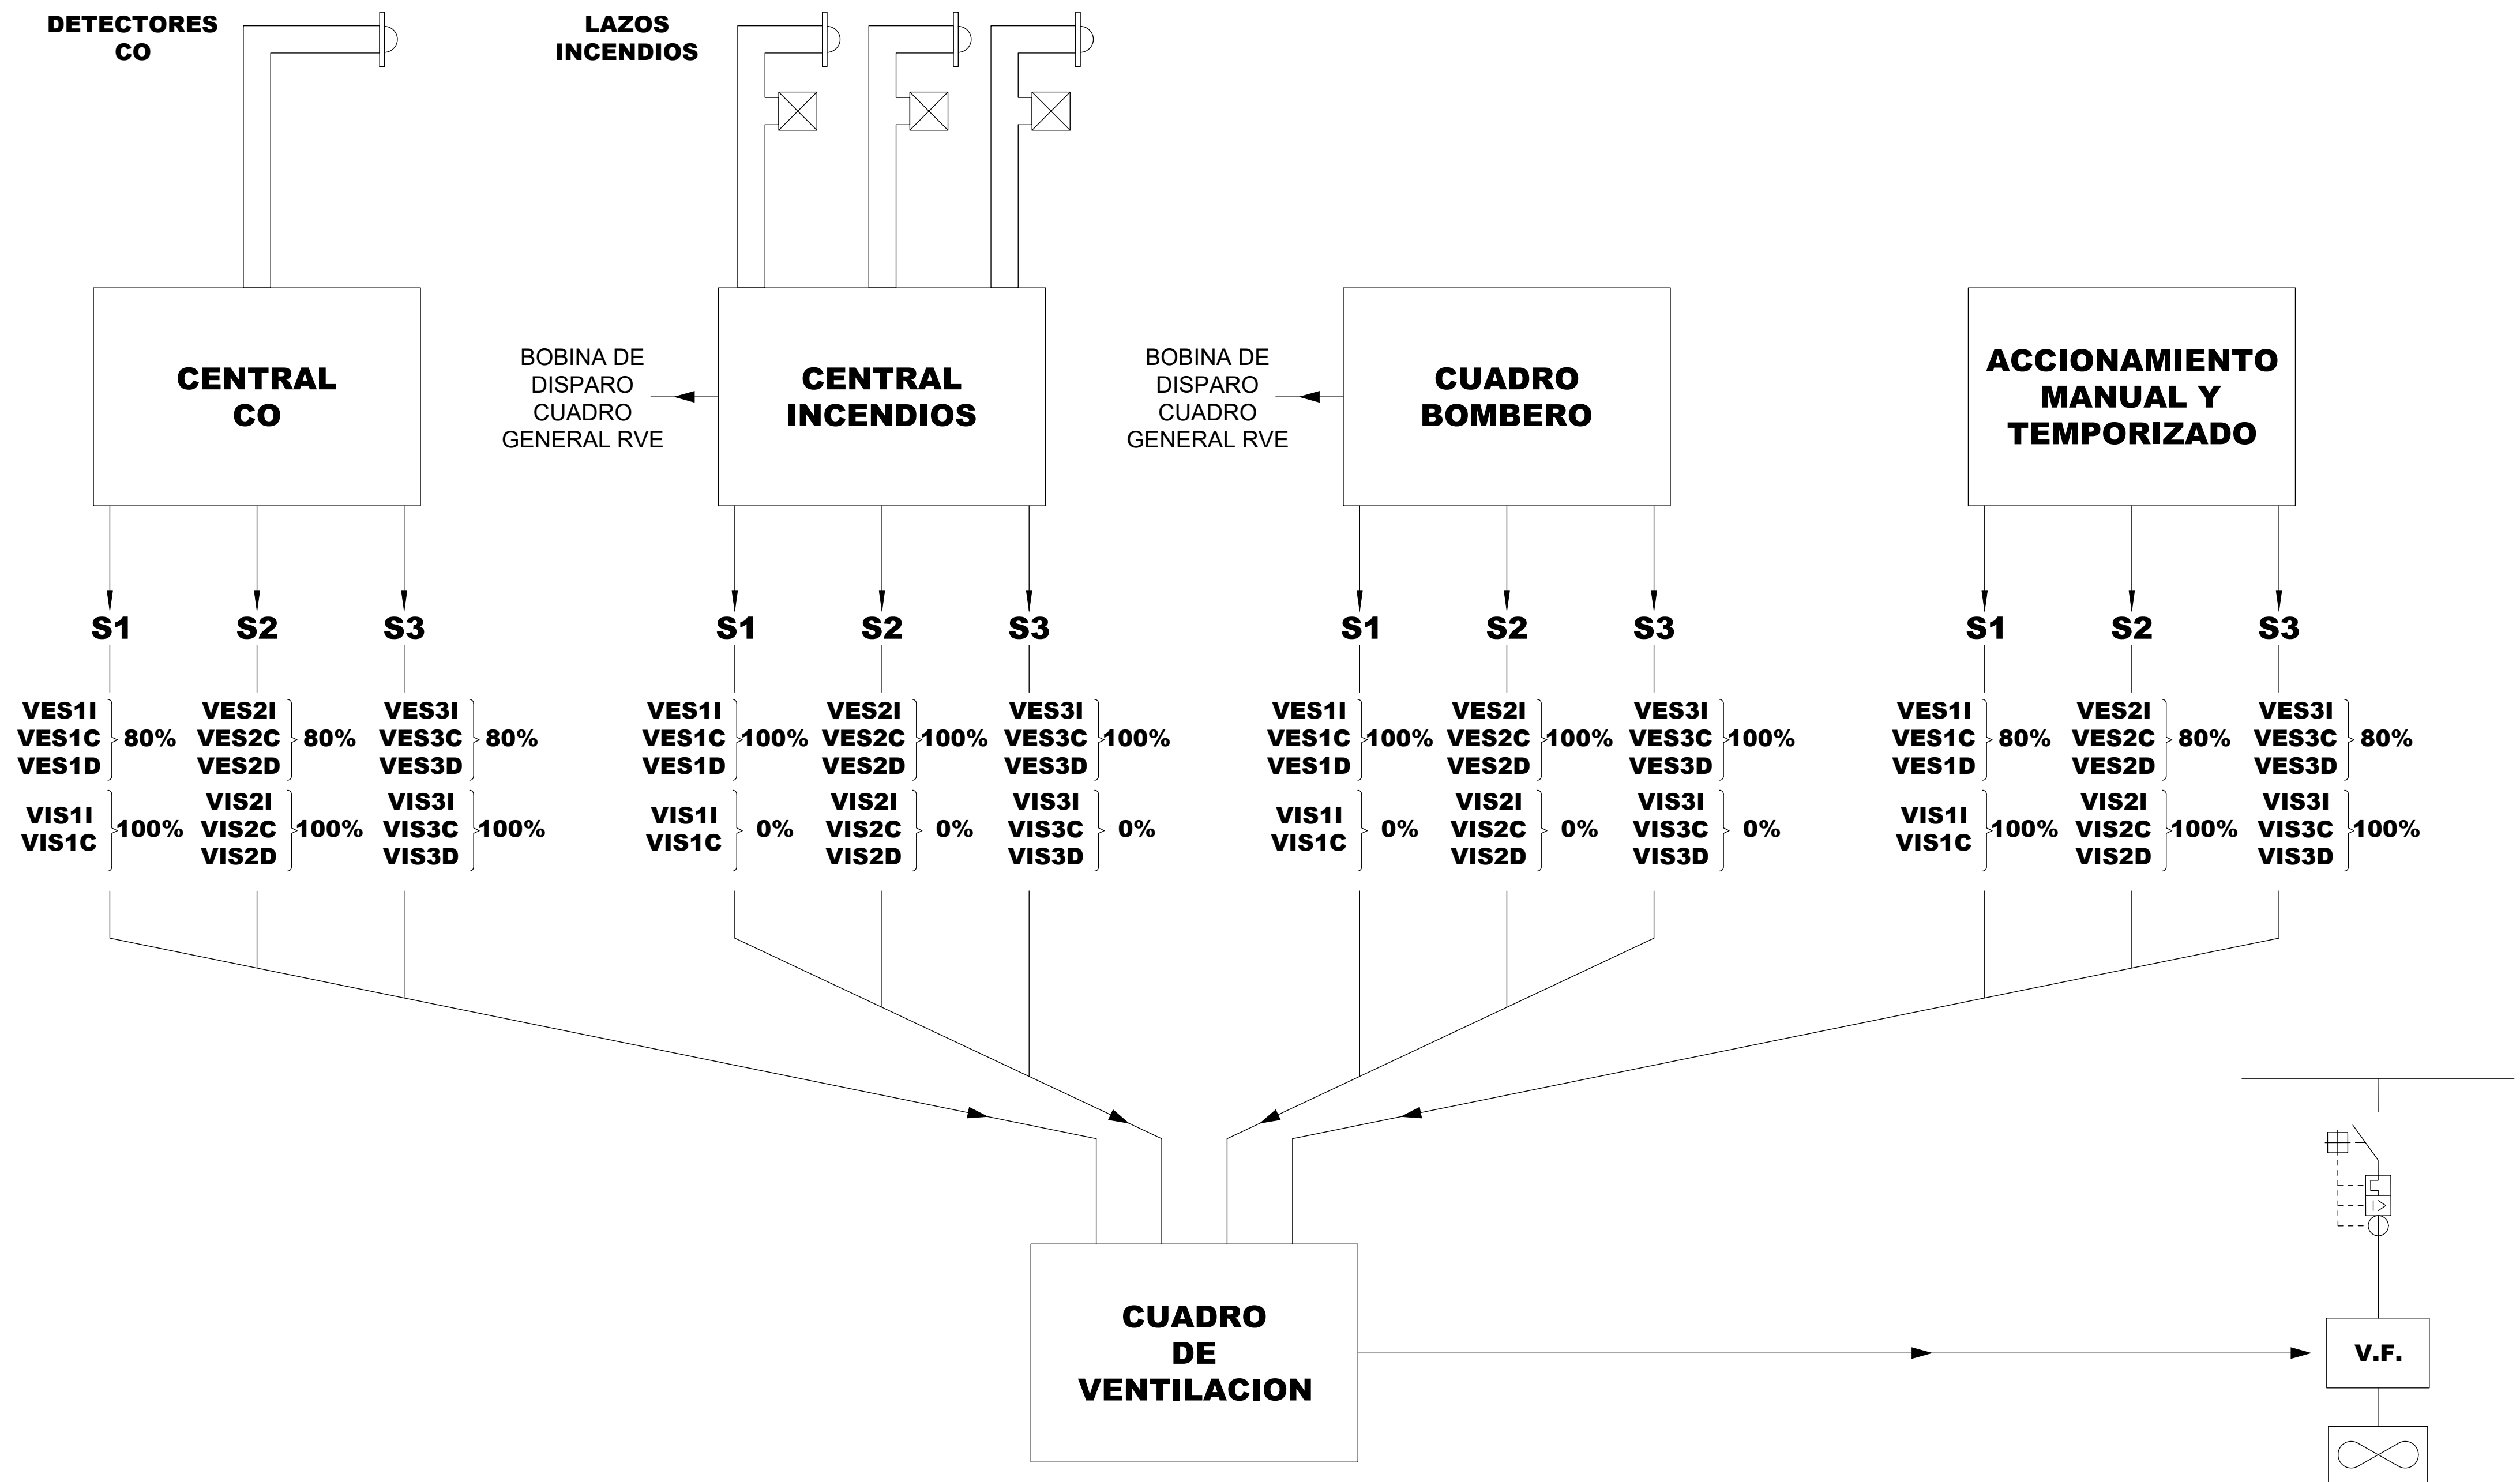 DETECTORES
CO
LAZOS
INCENDIOS
CENTRAL
CO
BOBINA DE
DISPARO
CUADRO
GENERAL RVE
CENTRAL
INCENDIOS
BOBINA DE
DISPARO
CUADRO
GENERAL RVE
CUADRO
BOMBERO
ACCIONAMIENTO
MANUAL Y
TEMPORIZADO
S1 S2 S3 S1 S2 S3 S1 S2 S3 S1 S2 S3
VES1I
VES1C
VES1D
80%
VES2I
VES2C
VES2D
80%
VES3I
VES3C
VES3D
80%
VIS1I
VIS1C
100%
VIS2I
VIS2C
VIS2D
100%
VIS3I
VIS3C
VIS3D
100%
VES1I
VES1C
VES1D
100%
VES2I
VES2C
VES2D
100%
VES3I
VES3C
VES3D
100%
VIS1I
VIS1C
0%
VIS2I
VIS2C
VIS2D
0%
VIS3I
VIS3C
VIS3D
0%
VES1I
VES1C
VES1D
100%
VES2I
VES2C
VES2D
100%
VES3I
VES3C
VES3D
100%
VIS1I
VIS1C
0%
VIS2I
VIS2C
VIS2D
0%
VIS3I
VIS3C
VIS3D
0%
VES1I
VES1C
VES1D
80%
VES2I
VES2C
VES2D
80%
VES3I
VES3C
VES3D
80%
VIS1I
VIS1C
100%
VIS2I
VIS2C
VIS2D
100%
VIS3I
VIS3C
VIS3D
100%
I>
CUADRO
DE
VENTILACION
V.F.